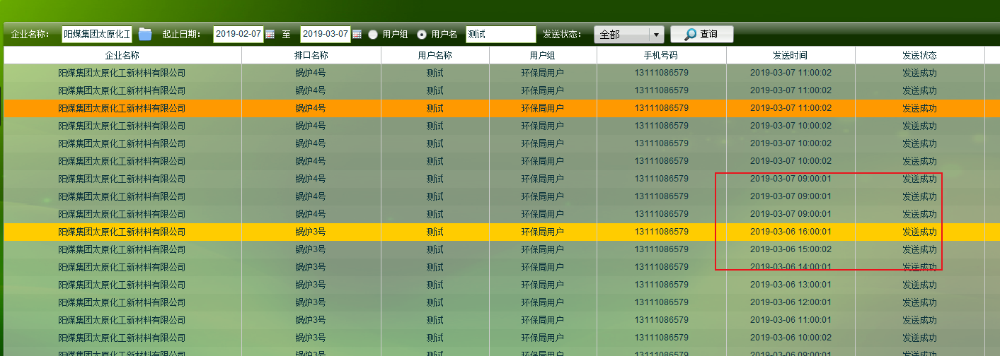 企业名称： 阳煤集团太原化工 起止日期： 2019-02-07 至 2019-03-07 用户组 用户名 测试 发送状态： 全部 查询
企业名称 排口名称 用户名称 用户组 手机号码 发送时间 发送状态
阳煤集团太原化工新材料有限公司 锅炉4号 测试 环保局用户 13111086579 2019-03-07 11:00:02 发送成功
阳煤集团太原化工新材料有限公司 锅炉4号 测试 环保局用户 13111086579 2019-03-07 11:00:02 发送成功
阳煤集团太原化工新材料有限公司 锅炉4号 测试 环保局用户 13111086579 2019-03-07 11:00:02 发送成功
阳煤集团太原化工新材料有限公司 锅炉4号 测试 环保局用户 13111086579 2019-03-07 10:00:02 发送成功
阳煤集团太原化工新材料有限公司 锅炉4号 测试 环保局用户 13111086579 2019-03-07 10:00:02 发送成功
阳煤集团太原化工新材料有限公司 锅炉4号 测试 环保局用户 13111086579 2019-03-07 10:00:02 发送成功
阳煤集团太原化工新材料有限公司 锅炉4号 测试 环保局用户 13111086579 2019-03-07 09:00:01 发送成功
阳煤集团太原化工新材料有限公司 锅炉4号 测试 环保局用户 13111086579 2019-03-07 09:00:01 发送成功
阳煤集团太原化工新材料有限公司 锅炉4号 测试 环保局用户 13111086579 2019-03-07 09:00:01 发送成功
阳煤集团太原化工新材料有限公司 锅炉3号 测试 环保局用户 13111086579 2019-03-06 16:00:01 发送成功
阳煤集团太原化工新材料有限公司 锅炉3号 测试 环保局用户 13111086579 2019-03-06 15:00:02 发送成功
阳煤集团太原化工新材料有限公司 锅炉3号 测试 环保局用户 13111086579 2019-03-06 14:00:01 发送成功
阳煤集团太原化工新材料有限公司 锅炉3号 测试 环保局用户 13111086579 2019-03-06 13:00:01 发送成功
阳煤集团太原化工新材料有限公司 锅炉3号 测试 环保局用户 13111086579 2019-03-06 12:00:01 发送成功
阳煤集团太原化工新材料有限公司 锅炉3号 测试 环保局用户 13111086579 2019-03-06 11:00:01 发送成功
阳煤集团太原化工新材料有限公司 锅炉3号 测试 环保局用户 13111086579 2019-03-06 10:00:02 发送成功
阳煤集团太原化工新材料有限公司 锅炉3号 测试 环保局用户 13111086579 2019-03-06 09:00:01 发送成功